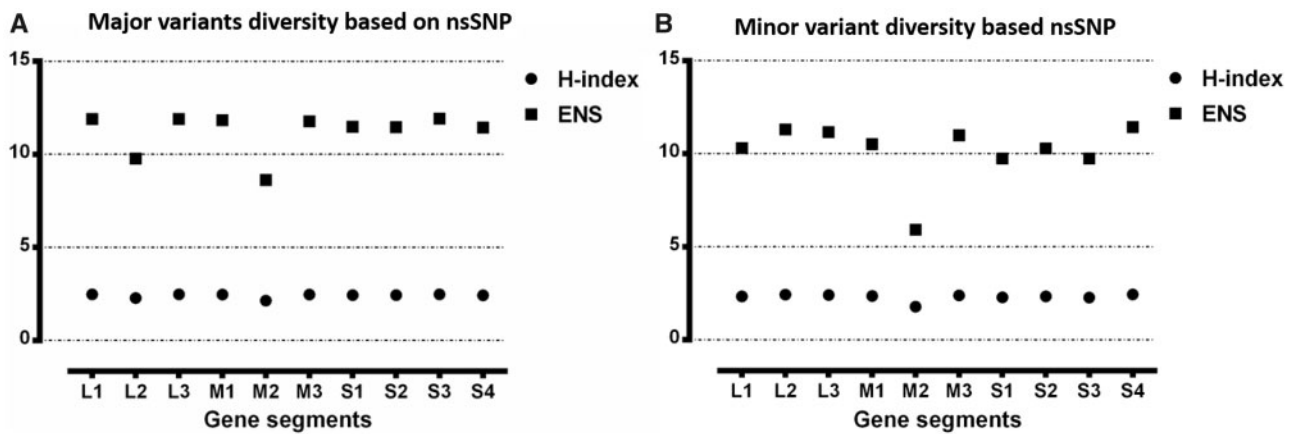 A Major variants diversity based on nsSNP
15
10
5
0
H-index
ENS
L1 L2 L3 M1 M2 M3 S1 S2 S3 S4
Gene segments
B Minor variant diversity based nsSNP
15
10
5
0
H-index
ENS
L1 L2 L3 M1 M2 M3 S1 S2 S3 S4
Gene segments